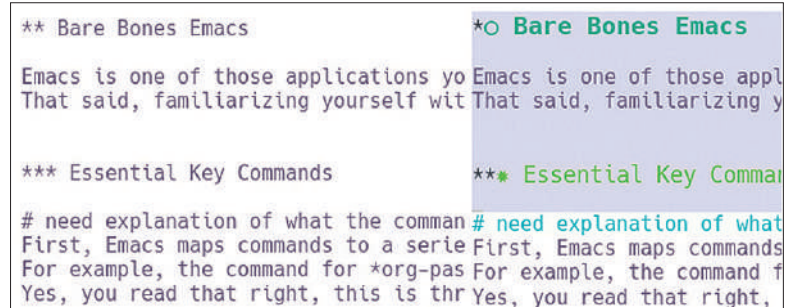 ** Bare Bones Emacs
Emacs is one of those applications yo
That said, familiarizing yourself wit
*** Essential Key Commands
# need explanation of what the comman
First, Emacs maps commands to a serie
For example, the command for *org-pas
Yes, you read that right, this is thr
*○ Bare Bones Emacs
Emacs is one of those appl
That said, familiarizing y
**✸ Essential Key Comman
# need explanation of what
First, Emacs maps commands
For example, the command f
Yes, you read that right,